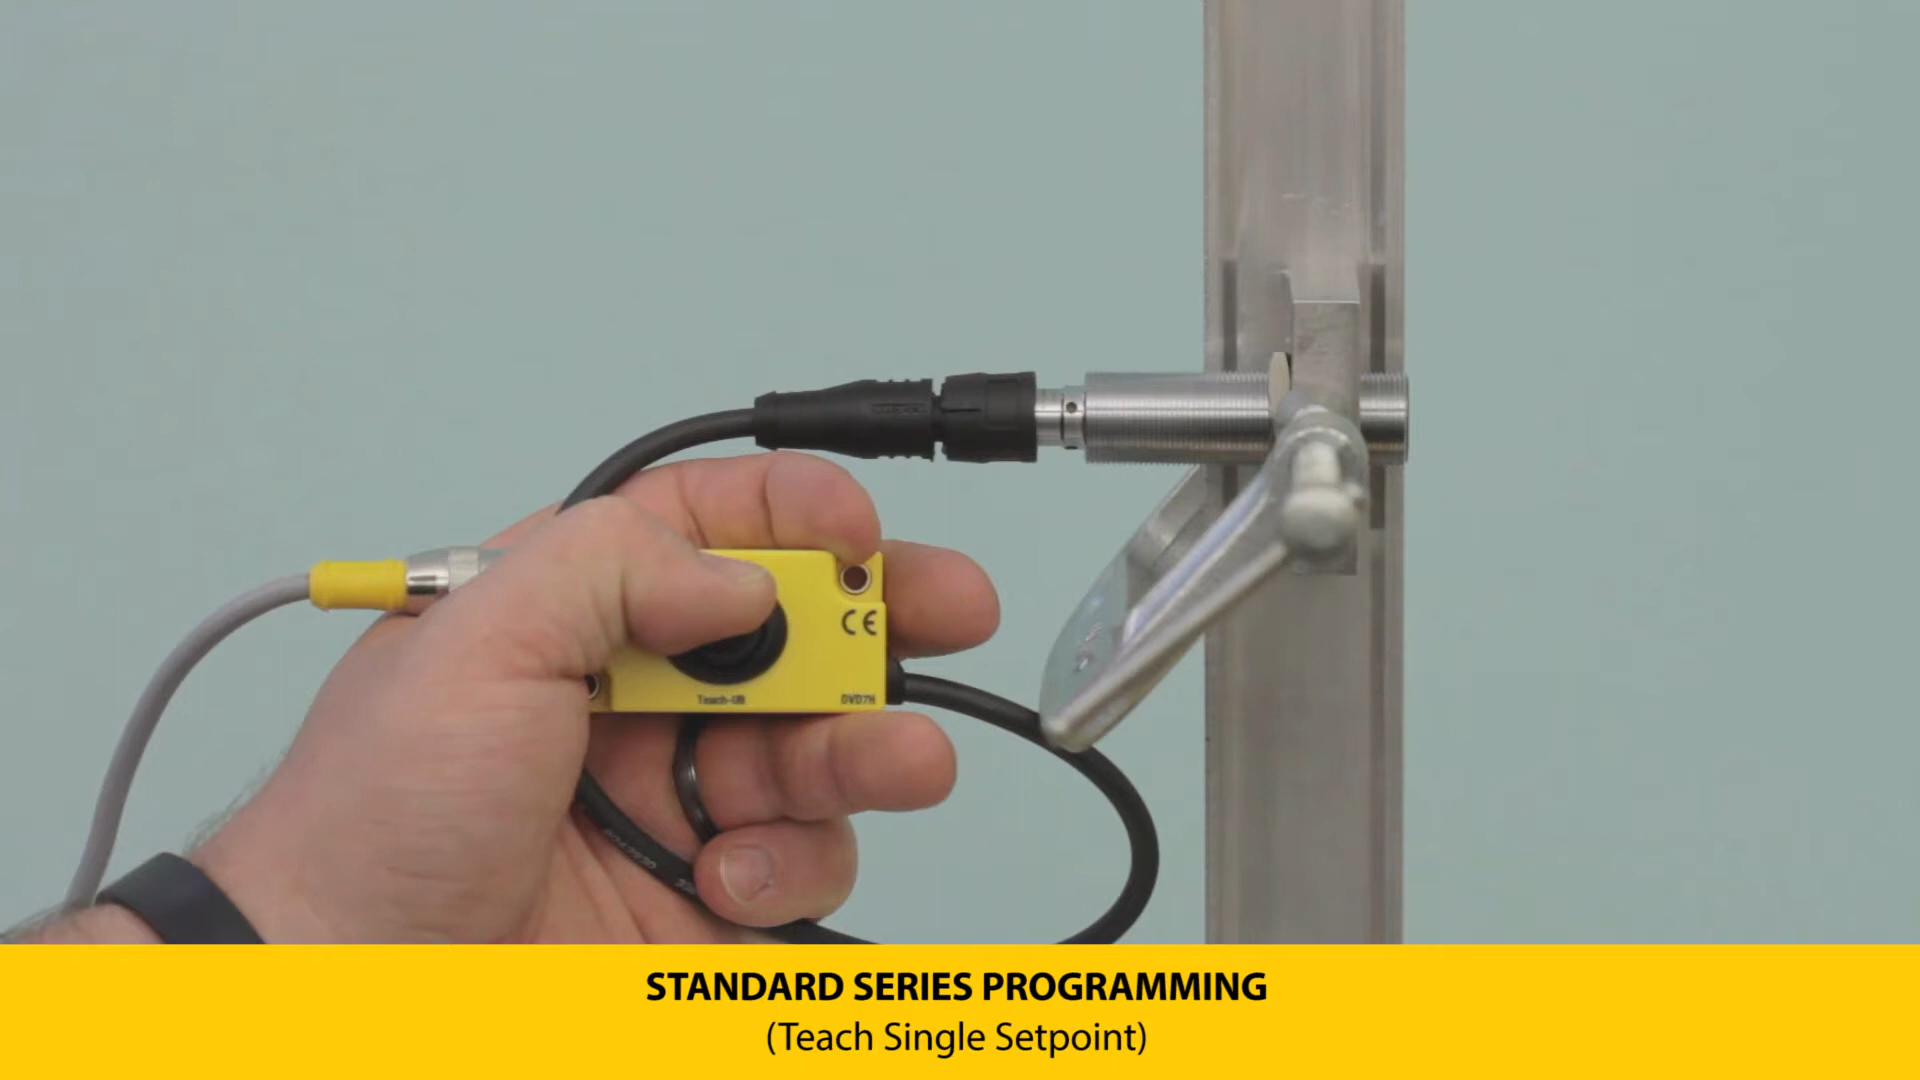 CE
Teach-UB
DVD7H
STANDARD SERIES PROGRAMMING
(Teach Single Setpoint)